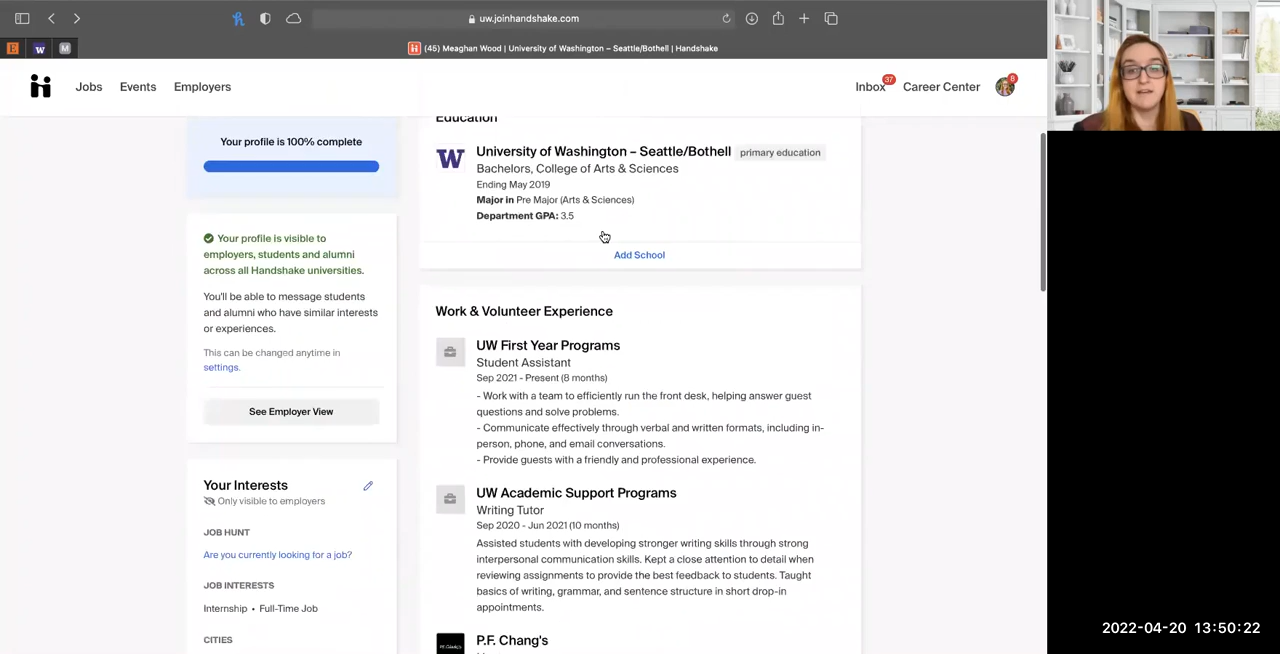 uw.joinhandshake.com
E
W
M
(45) Meaghan Wood | University of Washington – Seattle/Bothell | Handshake
Jobs
Events
Employers
Inbox
37
Career Center
8
Your profile is 100% complete
Your profile is visible to
employers, students and alumni
across all Handshake universities.
You'll be able to message students
and alumni who have similar interests
or experiences.
This can be changed anytime in
settings.
See Employer View
Your Interests
Only visible to employers
JOB HUNT
Are you currently looking for a job?
JOB INTERESTS
Internship • Full-Time Job
CITIES
Education
W
University of Washington – Seattle/Bothell
primary education
Bachelors, College of Arts & Sciences
Ending May 2019
Major in Pre Major (Arts & Sciences)
Department GPA: 3.5
Add School
Work & Volunteer Experience
UW First Year Programs
Student Assistant
Sep 2021 - Present (8 months)
- Work with a team to efficiently run the front desk, helping answer guest
questions and solve problems.
- Communicate effectively through verbal and written formats, including in-
person, phone, and email conversations.
- Provide guests with a friendly and professional experience.
UW Academic Support Programs
Writing Tutor
Sep 2020 - Jun 2021 (10 months)
Assisted students with developing stronger writing skills through strong
interpersonal communication skills. Kept a close attention to detail when
reviewing assignments to provide the best feedback to students. Taught
basics of writing, grammar, and sentence structure in short drop-in
appointments.
P.F. CHANG'S
P.F. Chang's
2022-04-20 13:50:22